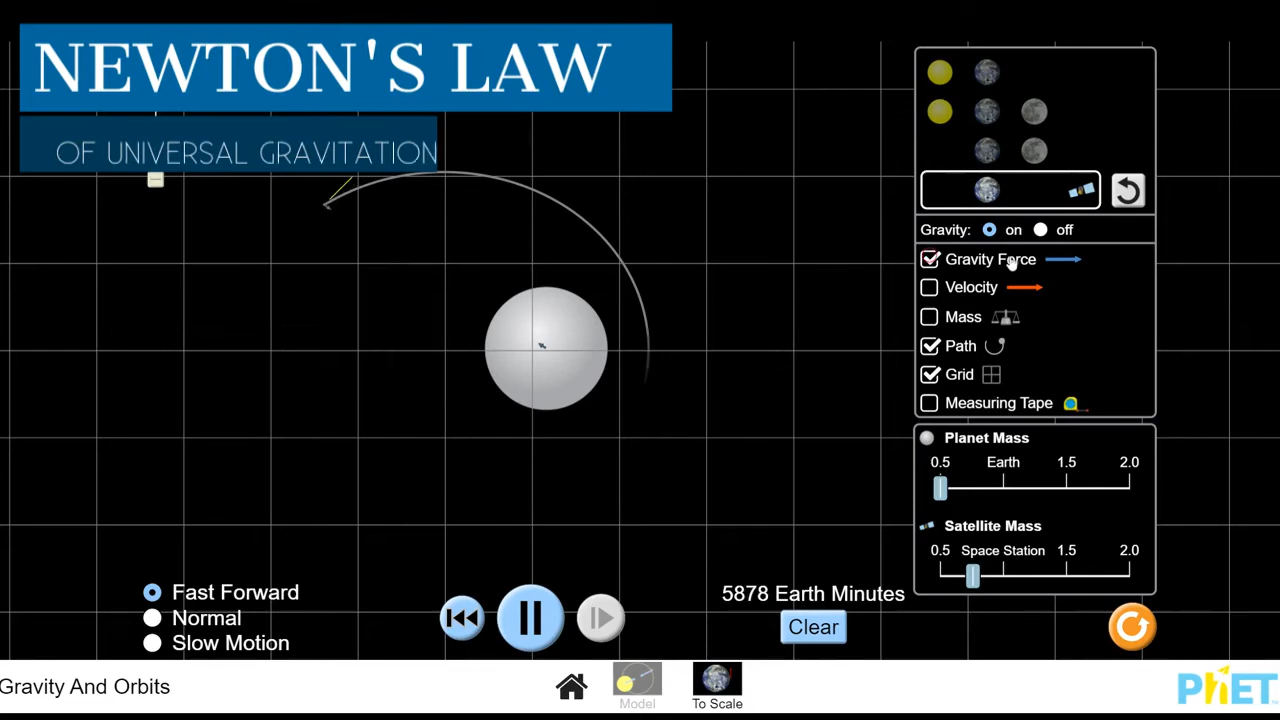 NEWTON'S LAW
OF UNIVERSAL GRAVITATION
Gravity: on off
Gravity Force
Velocity
Mass
Path
Grid
Measuring Tape
Planet Mass
0.5 Earth 1.5 2.0
Satellite Mass
0.5 Space Station 1.5 2.0
Fast Forward
Normal
Slow Motion
5878 Earth Minutes
Clear
Gravity And Orbits
Model
To Scale
PhET